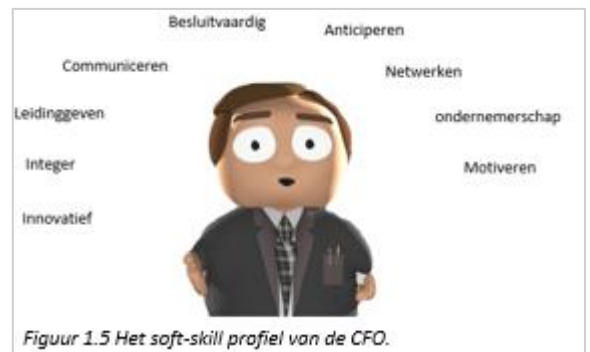 Besluitvaardig
Anticiperen
Communiceren
Netwerken
Leidinggeven
ondernemerschap
Integer
Motiveren
Innovatief
Figuur 1.5 Het soft-skill profiel van de CFO.